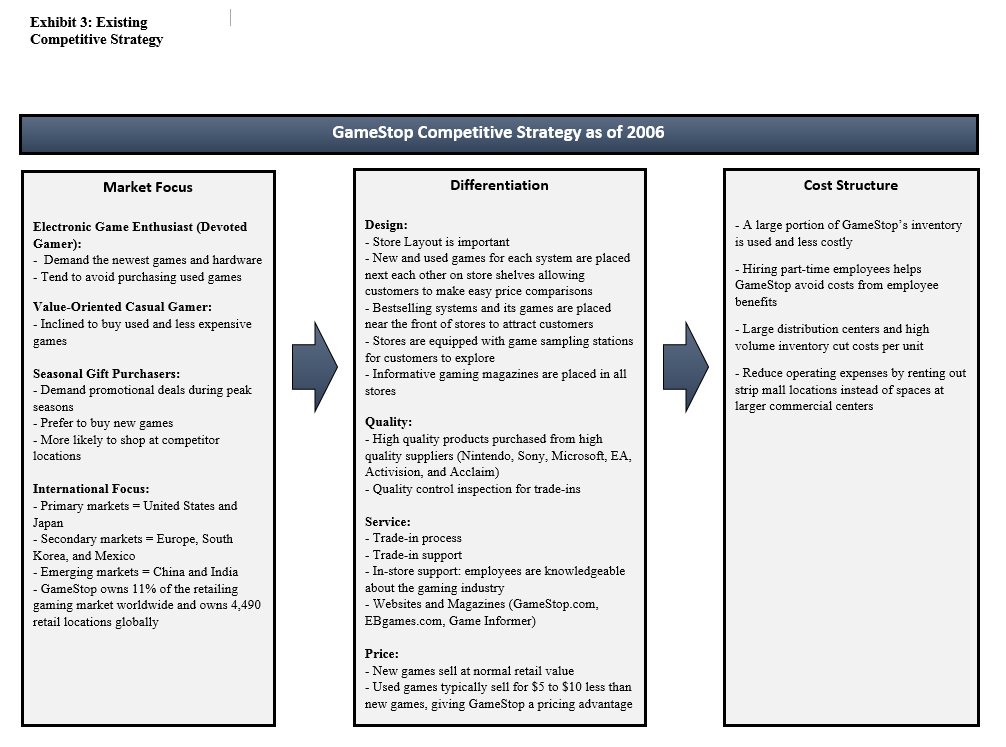 Exhibit 3: Existing
Competitive Strategy
GameStop Competitive Strategy as of 2006
Market Focus
Electronic Game Enthusiast (Devoted
Gamer):
- Demand the newest games and hardware
- Tend to avoid purchasing used games
Value-Oriented Casual Gamer:
- Inclined to buy used and less expensive
games
Seasonal Gift Purchasers:
- Demand promotional deals during peak
seasons
- Prefer to buy new games
- More likely to shop at competitor
locations
International Focus:
- Primary markets = United States and
Japan
- Secondary markets = Europe, South
Korea, and Mexico
- Emerging markets = China and India
- GameStop owns 11% of the retailing
gaming market worldwide and owns 4,490
retail locations globally
Differentiation
Design:
- Store Layout is important
- New and used games for each system are placed
next each other on store shelves allowing
customers to make easy price comparisons
- Bestselling systems and its games are placed
near the front of stores to attract customers
- Stores are equipped with game sampling stations
for customers to explore
- Informative gaming magazines are placed in all
stores
Quality:
- High quality products purchased from high
quality suppliers (Nintendo, Sony, Microsoft, EA,
Activision, and Acclaim)
- Quality control inspection for trade-ins
Service:
- Trade-in process
- Trade-in support
- In-store support: employees are knowledgeable
about the gaming industry
- Websites and Magazines (GameStop.com,
EBgames.com, Game Informer)
Price:
- New games sell at normal retail value
- Used games typically sell for $5 to $10 less than
new games, giving GameStop a pricing advantage
Cost Structure
- A large portion of GameStop's inventory
is used and less costly
- Hiring part-time employees helps
GameStop avoid costs from employee
benefits
- Large distribution centers and high
volume inventory cut costs per unit
- Reduce operating expenses by renting out
strip mall locations instead of spaces at
larger commercial centers